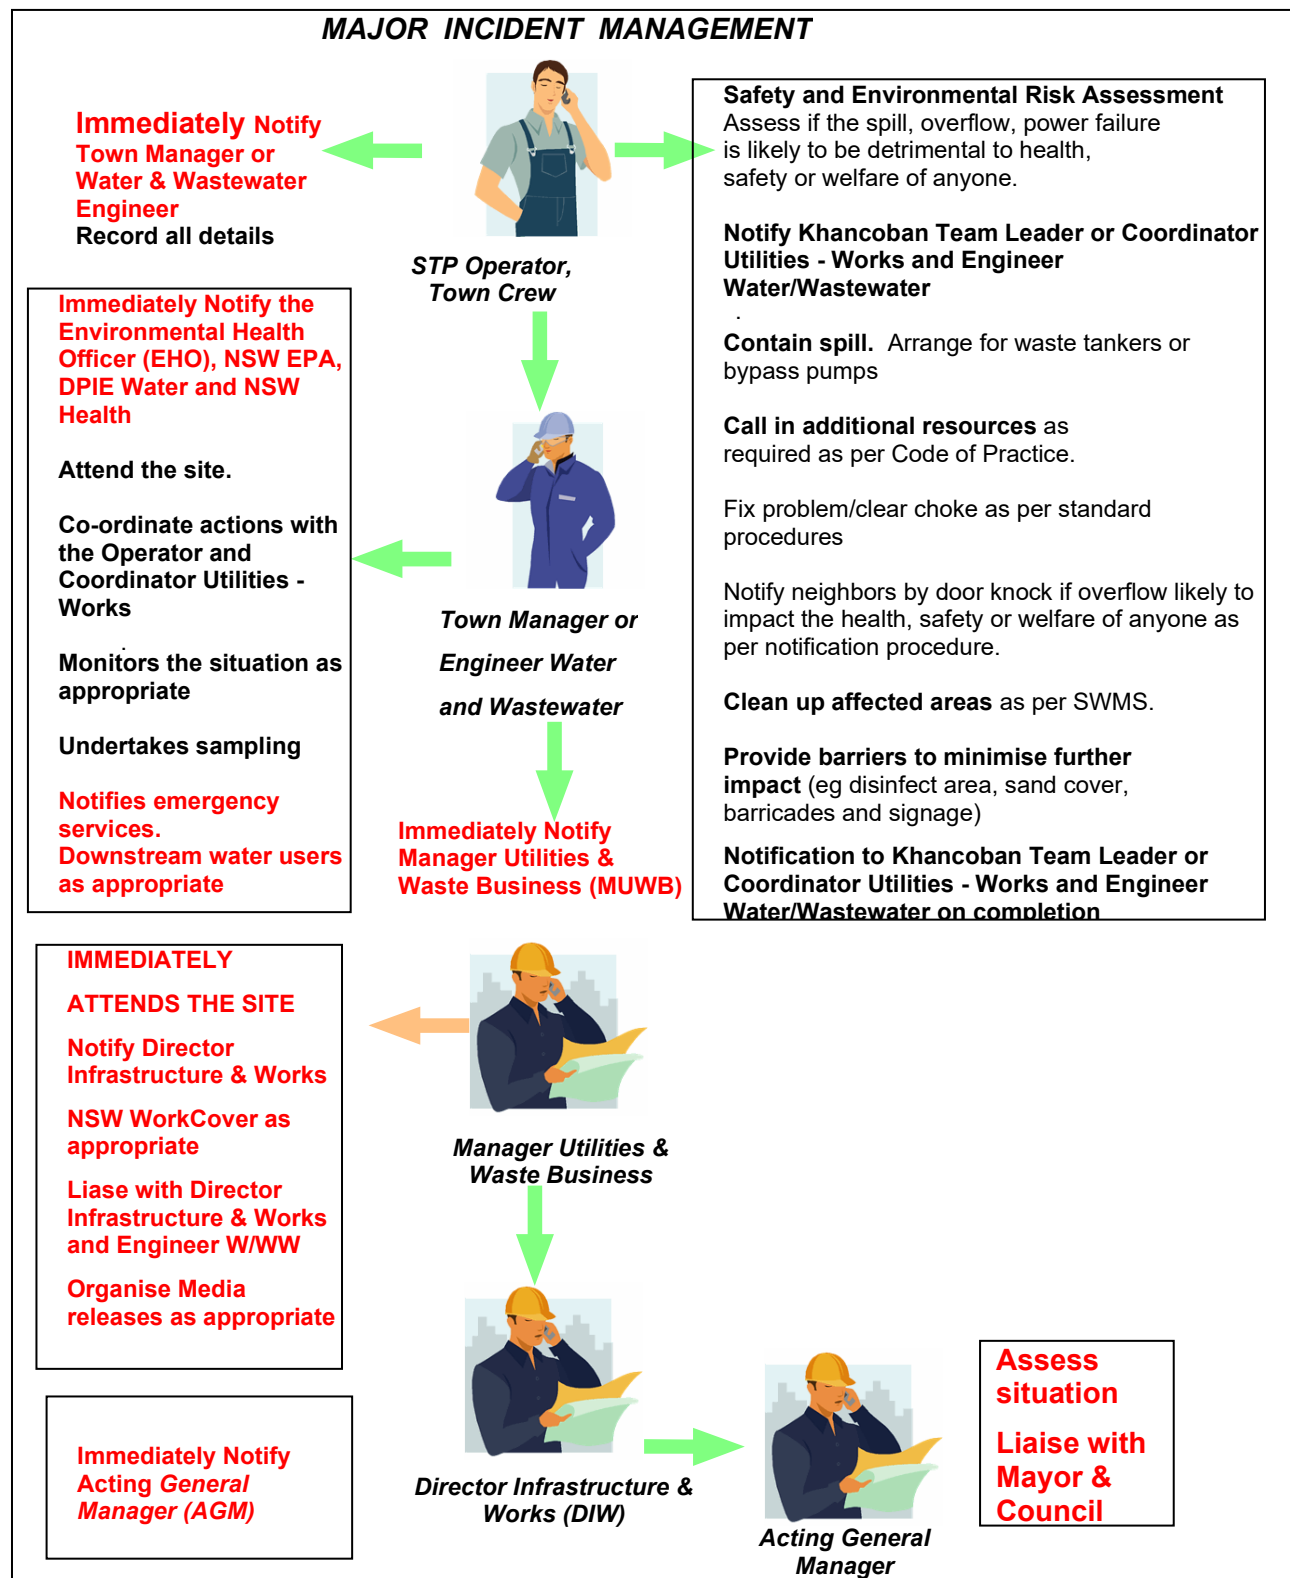 MAJOR INCIDENT MANAGEMENT
Immediately Notify
Town Manager or
Water & Wastewater
Engineer
Record all details
STP Operator,
Town Crew
Safety and Environmental Risk Assessment
Assess if the spill, overflow, power failure
is likely to be detrimental to health,
safety or welfare of anyone.
Notify Khancoban Team Leader or Coordinator
Utilities - Works and Engineer
Water/Wastewater
.
Contain spill. Arrange for waste tankers or
bypass pumps
Call in additional resources as
required as per Code of Practice.
Fix problem/clear choke as per standard
procedures
Notify neighbors by door knock if overflow likely to
impact the health, safety or welfare of anyone as
per notification procedure.
Clean up affected areas as per SWMS.
Provide barriers to minimise further
impact (eg disinfect area, sand cover,
barricades and signage)
Notification to Khancoban Team Leader or
Coordinator Utilities - Works and Engineer
Water/Wastewater on completion
Immediately Notify the
Environmental Health
Officer (EHO), NSW EPA,
DPIE Water and NSW
Health
Attend the site.
Co-ordinate actions with
the Operator and
Coordinator Utilities -
Works
.
Monitors the situation as
appropriate
Undertakes sampling
Notifies emergency
services.
Downstream water users
as appropriate
Town Manager or
Engineer Water
and Wastewater
Immediately Notify
Manager Utilities &
Waste Business (MUWB)
IMMEDIATELY
ATTENDS THE SITE
Notify Director
Infrastructure & Works
NSW WorkCover as
appropriate
Liase with Director
Infrastructure & Works
and Engineer W/WW
Organise Media
releases as appropriate
Manager Utilities &
Waste Business
Immediately Notify
Acting General
Manager (AGM)
Director Infrastructure &
Works (DIW)
Acting General
Manager
Assess
situation
Liaise with
Mayor &
Council